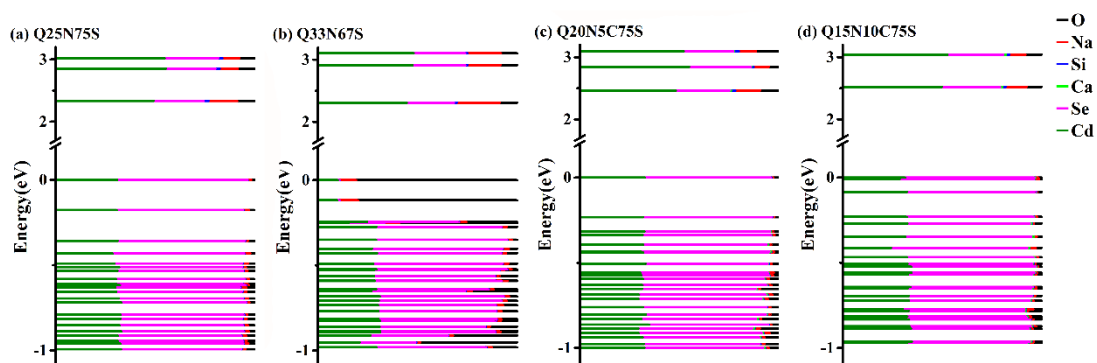 (a) Q25N75S
(b) Q33N67S
(c) Q20N5C75S
(d) Q15N10C75S
O
Na
Si
Ca
Se
Cd
3
2
0
-1
Energy(eV)
3
2
0
-1
Energy(eV)
3
2
0
-1
Energy(eV)
3
2
0
-1
Energy(eV)